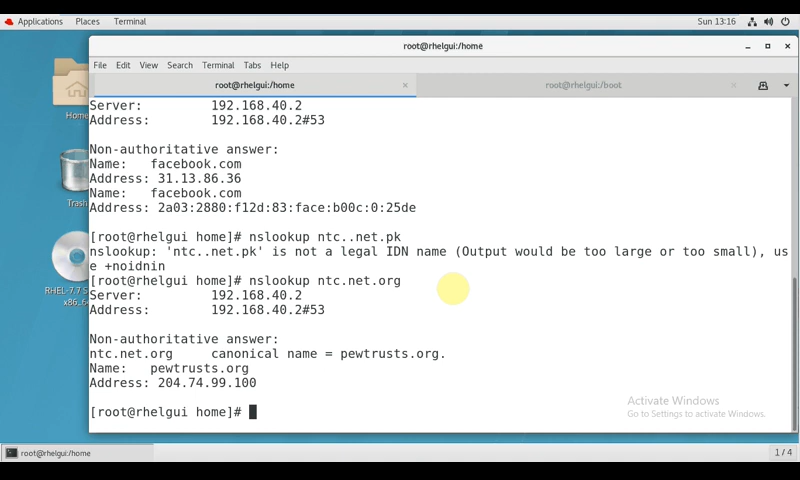 Applications Places Terminal Sun 13:16
root@rhelgui:/home
File Edit View Search Terminal Tabs Help
root@rhelgui:/home × root@rhelgui:/boot ×
Server: 192.168.40.2
Address: 192.168.40.2#53
Non-authoritative answer:
Name: facebook.com
Address: 31.13.86.36
Name: facebook.com
Address: 2a03:2880:f12d:83:face:b00c:0:25de
[root@rhelgui home]# nslookup ntc..net.pk
nslookup: 'ntc..net.pk' is not a legal IDN name (Output would be too large or too small), us
e +noidnin
[root@rhelgui home]# nslookup ntc.net.org
Server: 192.168.40.2
Address: 192.168.40.2#53
Non-authoritative answer:
ntc.net.org canonical name = pewtrusts.org.
Name: pewtrusts.org
Address: 204.74.99.100
[root@rhelgui home]#
Home
Trash
RHEL-7.7 S
x86_64
Activate Windows
Go to Settings to activate Windows.
root@rhelgui:/home 1 / 4